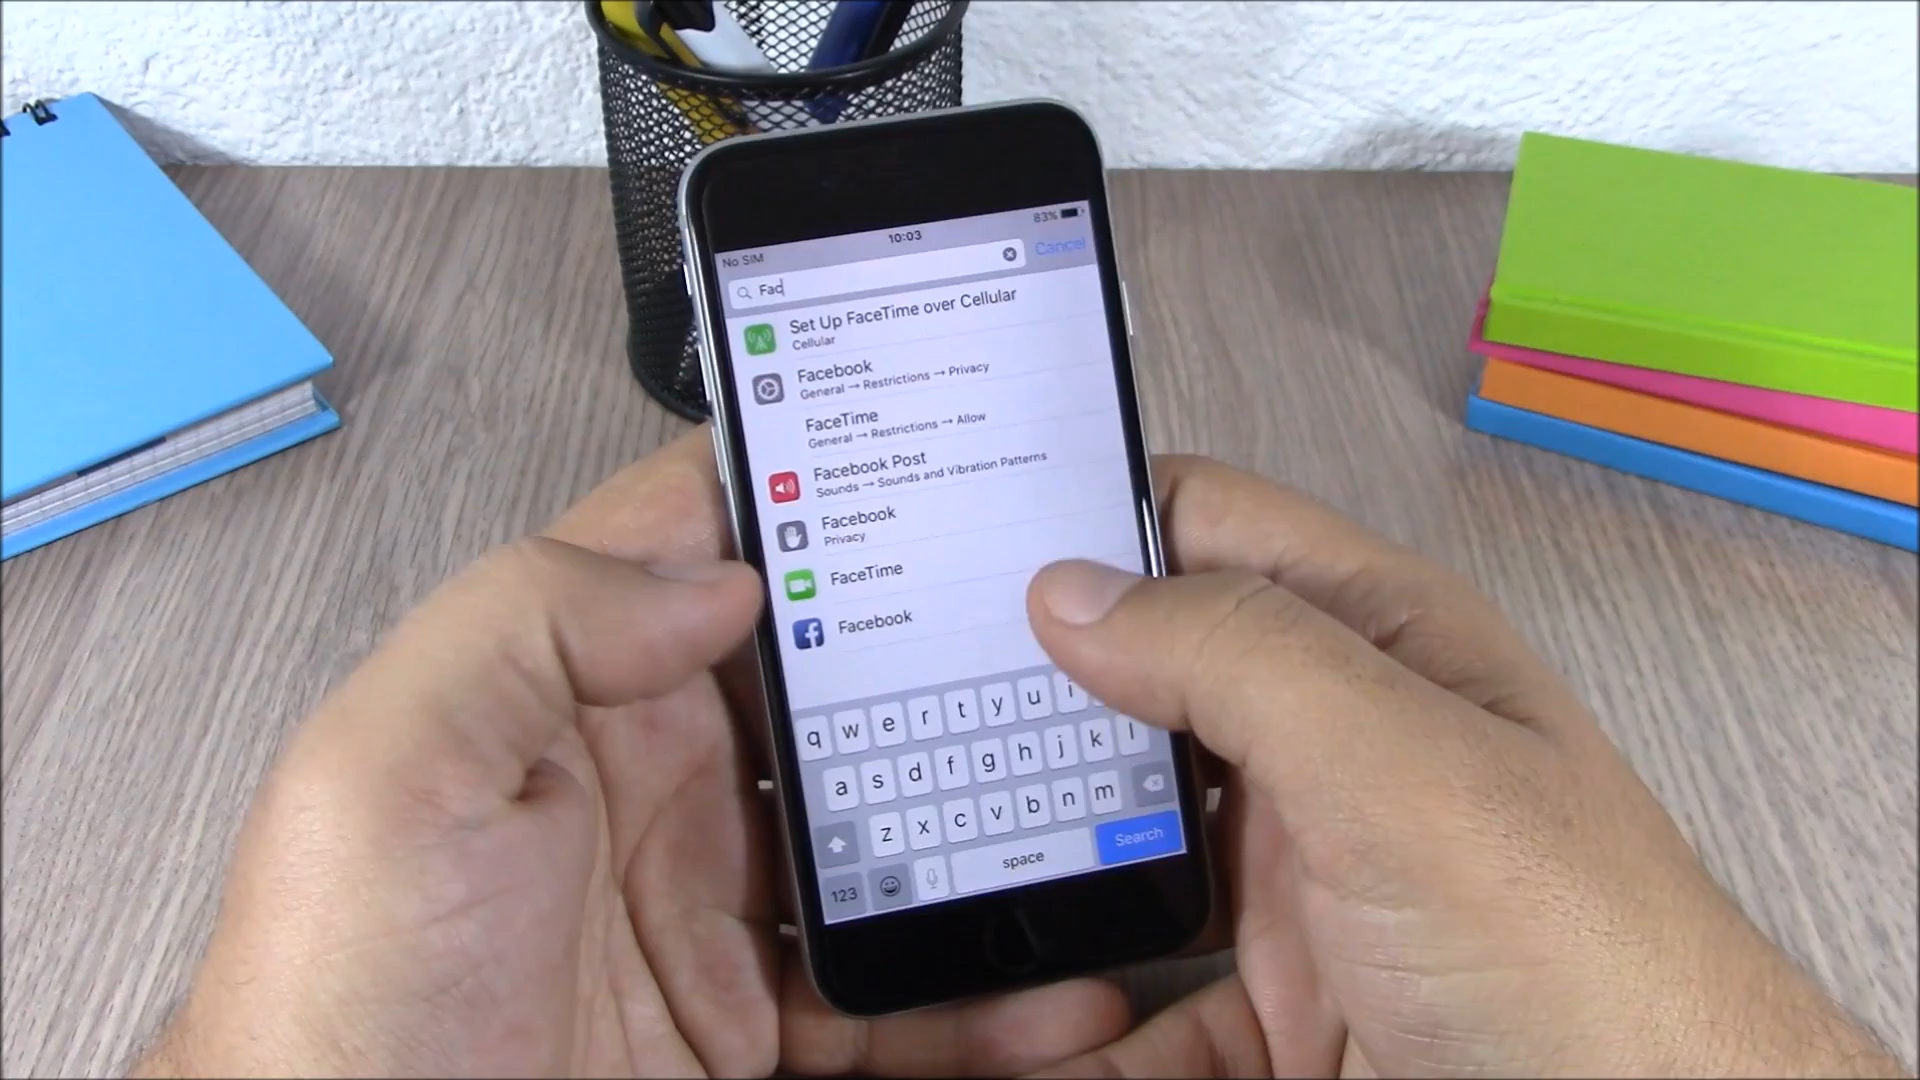 83%
10:03
No SIM
Fac
Cancel
Set Up FaceTime over Cellular
Cellular
Facebook
General → Restrictions → Privacy
FaceTime
General → Restrictions → Allow
Facebook Post
Sounds → Sounds and Vibration Patterns
Facebook
Privacy
FaceTime
Facebook
q w e r t y u i
a s d f g h j k l
z x c v b n m
123 space Search